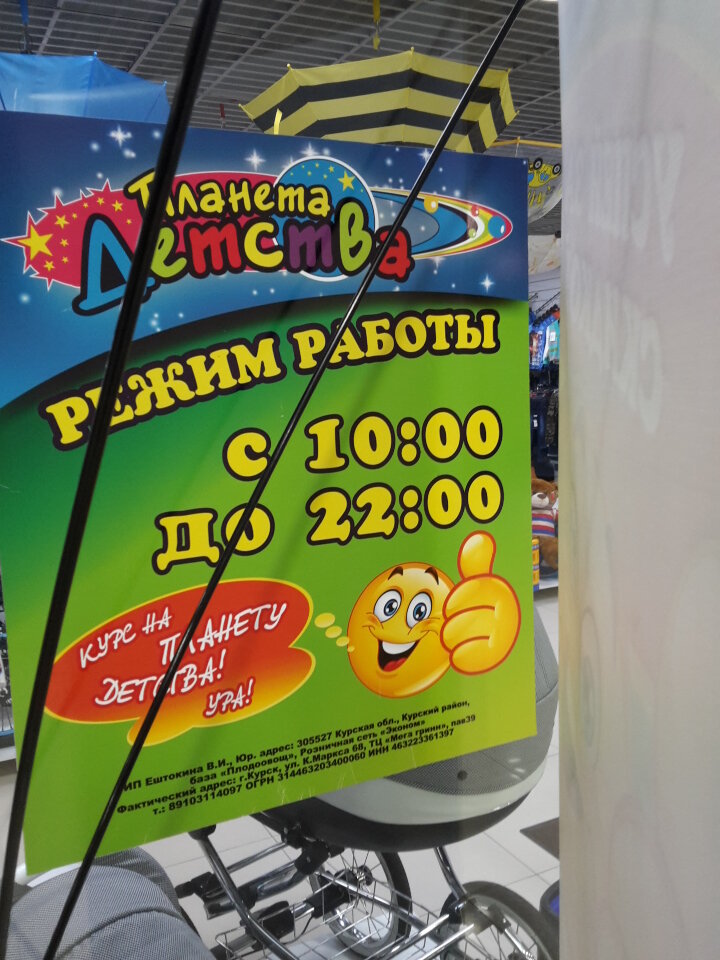 Планета
Детства
РЕЖИМ РАБОТЫ
С 10:00
ДО 22:00
КУРС НА
ПЛАНЕТУ
ДЕТСТВА!
УРА!
ИП Ештокина В.И., Юр. адрес: 305527 Курская обл., Курский район,
база «Плодоовощ», Розничная сеть «Эконом»
Фактический адрес: г.Курск, ул. К.Маркса 68, ТЦ «Мега гринн», пав39
т.: 89103114097 ОГРН 314463203400060 ИНН 463223361397